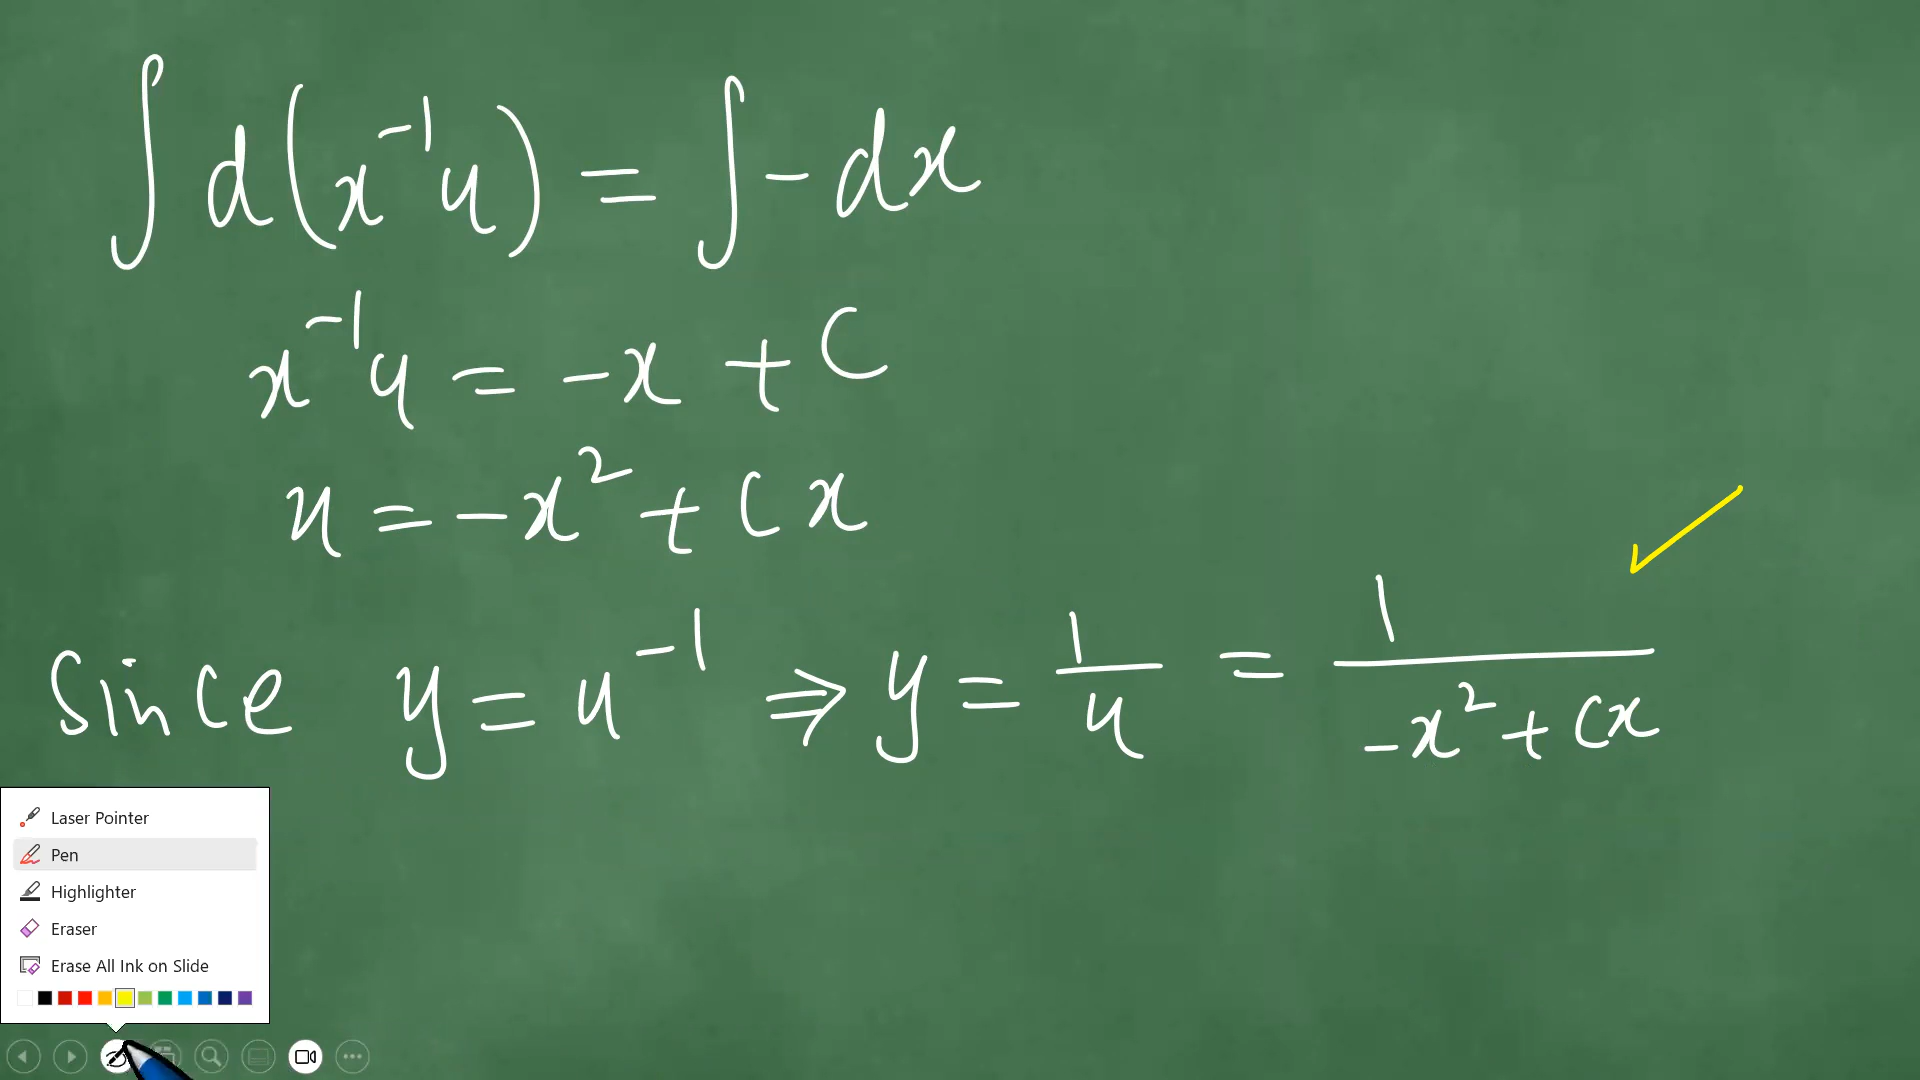 ∫ d(x⁻¹u) = ∫ - dx
x⁻¹u = -x + C
u = -x² + Cx
Since y = u⁻¹ ⇒ y = 1/u = 1/(-x² + Cx)
Laser Pointer
Pen
Highlighter
Eraser
Erase All Ink on Slide